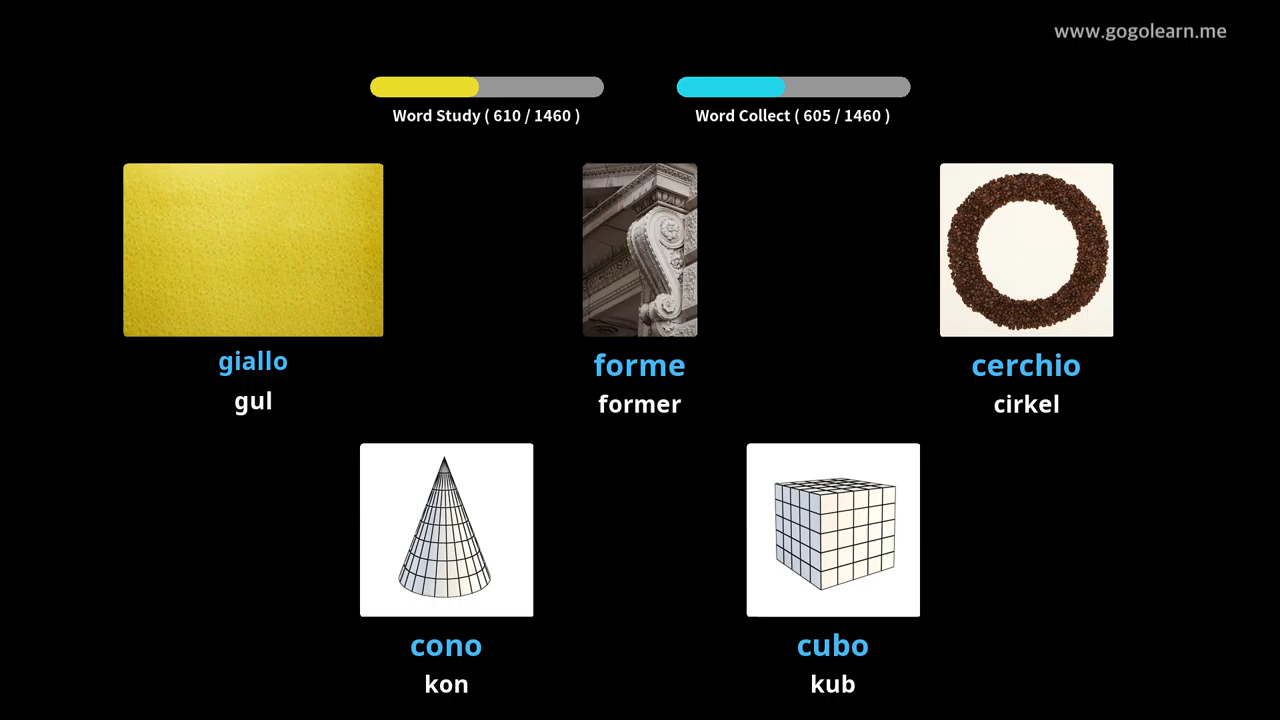 www.gogolearn.me
Word Study ( 610 / 1460 )
Word Collect ( 605 / 1460 )
giallo
gul
forme
former
cerchio
cirkel
cono
kon
cubo
kub